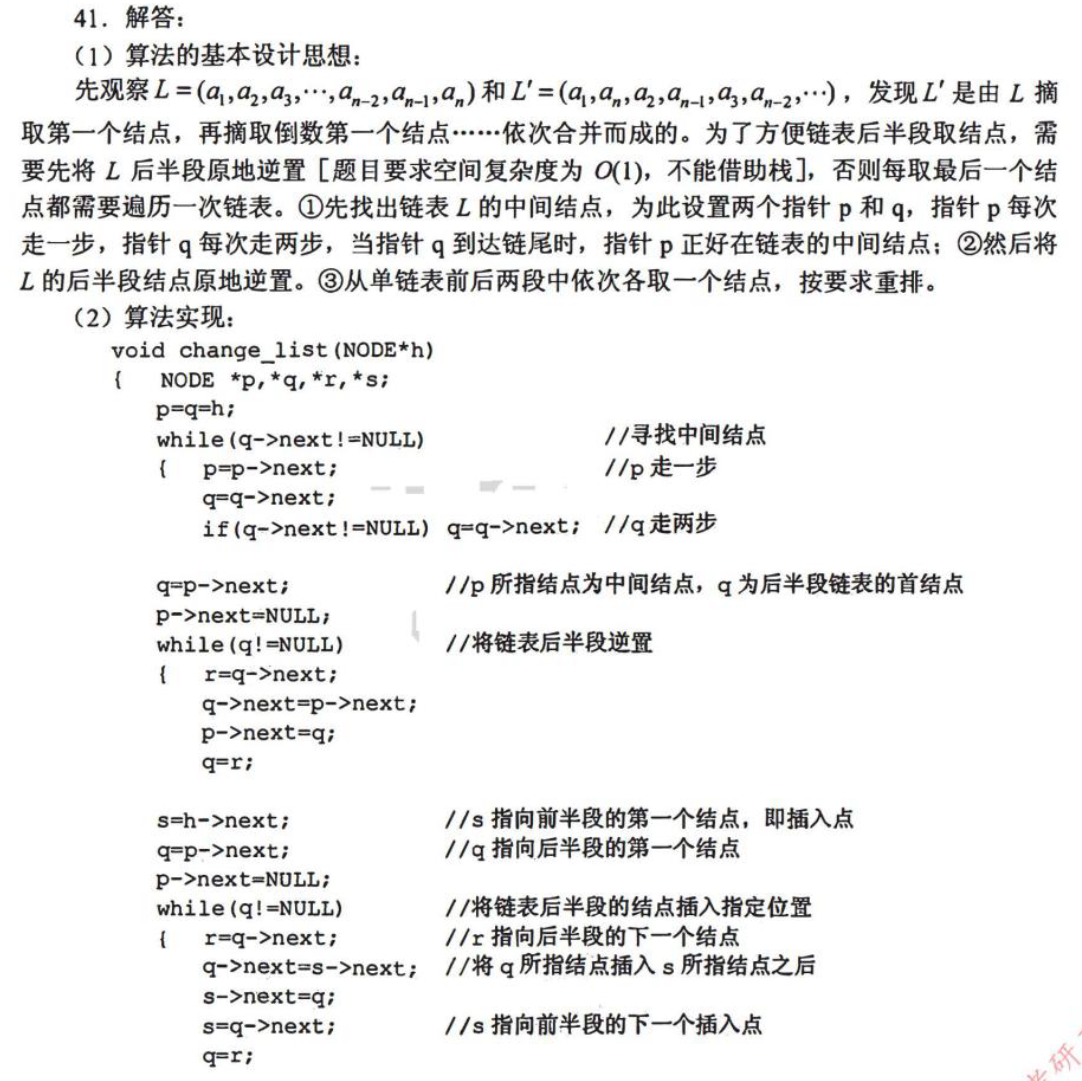 41. 解答:
(1) 算法的基本设计思想:
先观察 L = (a₁,a₂,a₃,⋯,aₙ₋₂,aₙ₋₁,aₙ) 和 L′ = (a₁,aₙ,a₂,aₙ₋₁,a₃,aₙ₋₂,⋯) ,发现 L′ 是由 L 摘
取第一个结点,再摘取倒数第一个结点……依次合并而成的。为了方便链表后半段取结点,需
要先将 L 后半段原地逆置 [题目要求空间复杂度为 O(1),不能借助栈],否则每取最后一个结
点都需要遍历一次链表。①先找出链表 L 的中间结点,为此设置两个指针 p 和 q,指针 p 每次
走一步,指针 q 每次走两步,当指针 q 到达链尾时,指针 p 正好在链表的中间结点;②然后将
L 的后半段结点原地逆置。③从单链表前后两段中依次各取一个结点,按要求重排。
(2) 算法实现:
void change_list(NODE*h)
{ NODE *p,*q,*r,*s;
p=q=h;
while(q->next!=NULL) //寻找中间结点
{ p=p->next; //p 走一步
q=q->next;
if(q->next!=NULL) q=q->next; //q 走两步
q=p->next; //p 所指结点为中间结点,q 为后半段链表的首结点
p->next=NULL;
while(q!=NULL) //将链表后半段逆置
{ r=q->next;
q->next=p->next;
p->next=q;
q=r;
s=h->next; //s 指向前半段的第一个结点,即插入点
q=p->next; //q 指向后半段的第一个结点
p->next=NULL;
while(q!=NULL) //将链表后半段的结点插入指定位置
{ r=q->next; //r 指向后半段的下一个结点
q->next=s->next; //将 q 所指结点插入 s 所指结点之后
s->next=q;
s=q->next; //s 指向前半段的下一个插入点
q=r;